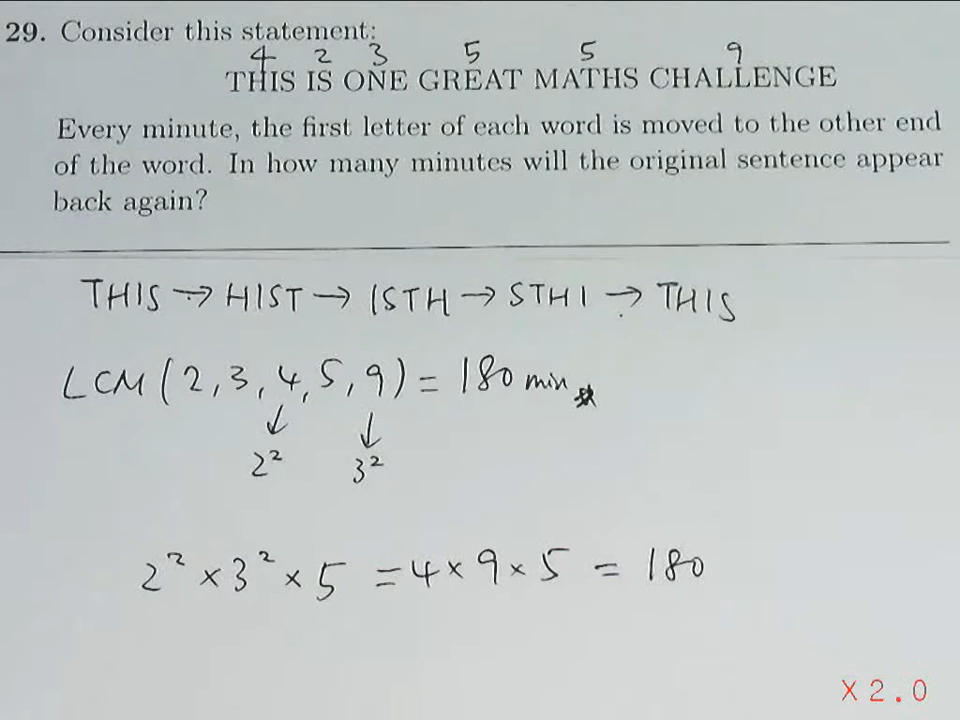 29. Consider this statement:
4 2 3 5 5 9
THIS IS ONE GREAT MATHS CHALLENGE
Every minute, the first letter of each word is moved to the other end
of the word. In how many minutes will the original sentence appear
back again?
THIS → HIST → ISTH → STHI → THIS
LCM (2, 3, 4, 5, 9) = 180 min
↓ ↓
2² 3²
2² × 3² × 5 = 4 × 9 × 5 = 180
X2.0